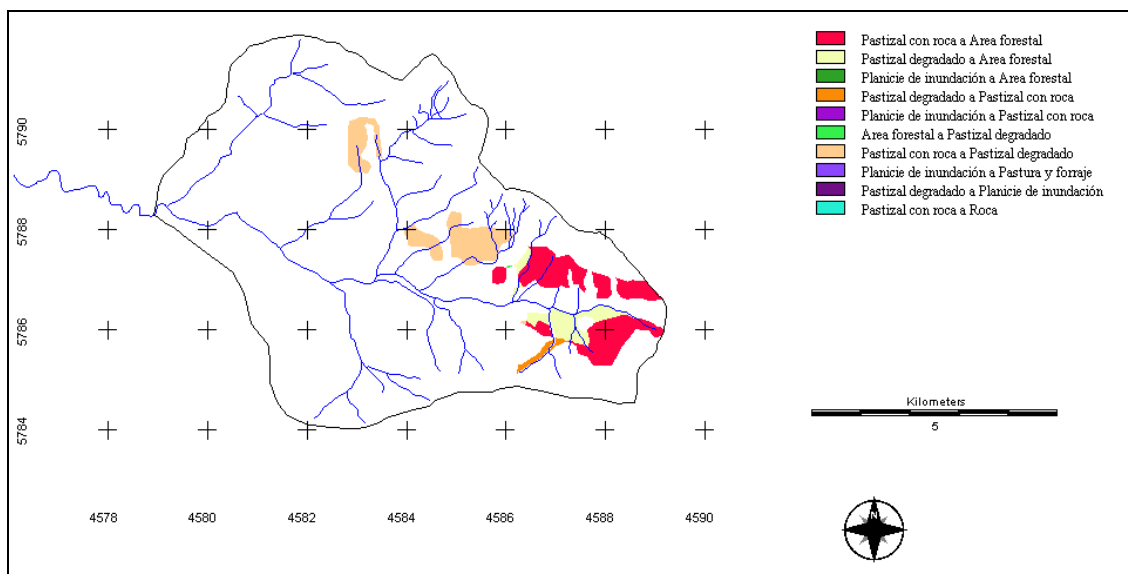 Pastizal con roca a Area forestal
Pastizal degradado a Area forestal
Planicie de inundación a Area forestal
Pastizal degradado a Pastizal con roca
Planicie de inundación a Pastizal con roca
Area forestal a Pastizal degradado
Pastizal con roca a Pastizal degradado
Planicie de inundación a Pastura y forraje
Pastizal degradado a Planicie de inundación
Pastizal con roca a Roca
5790
5788
5786
5784
Kilometers
5
4578 4580 4582 4584 4586 4588 4590
N